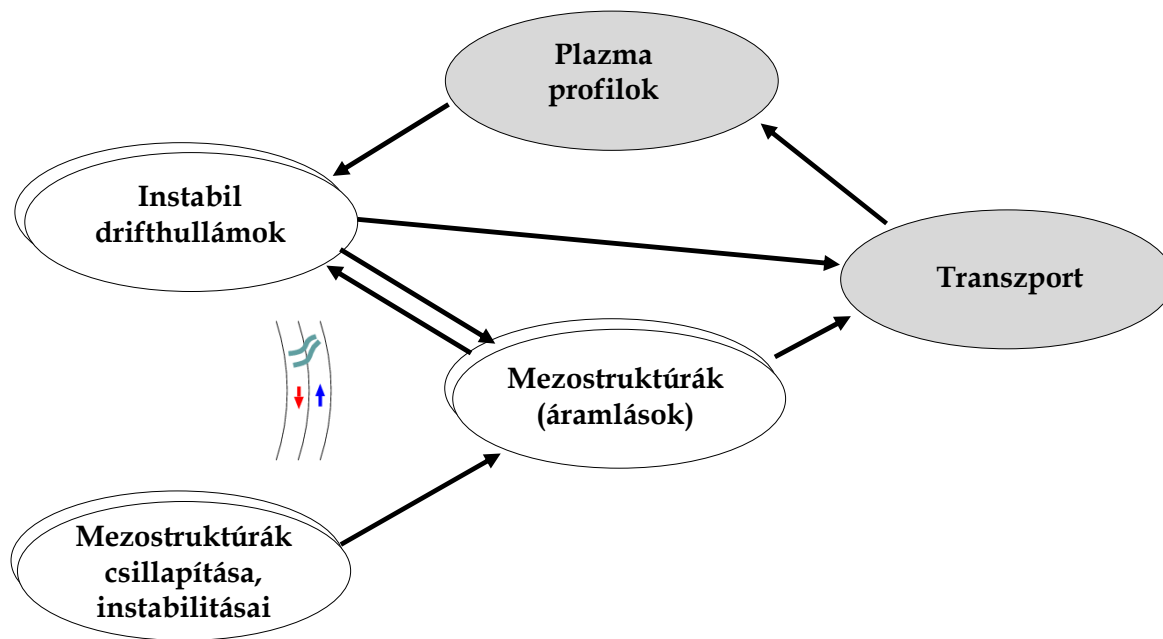 Plazma
profilok
Instabil
drifthullámok
Transzport
Mezostruktúrák
(áramlások)
Mezostruktúrák
csillapítása,
instabilitásai